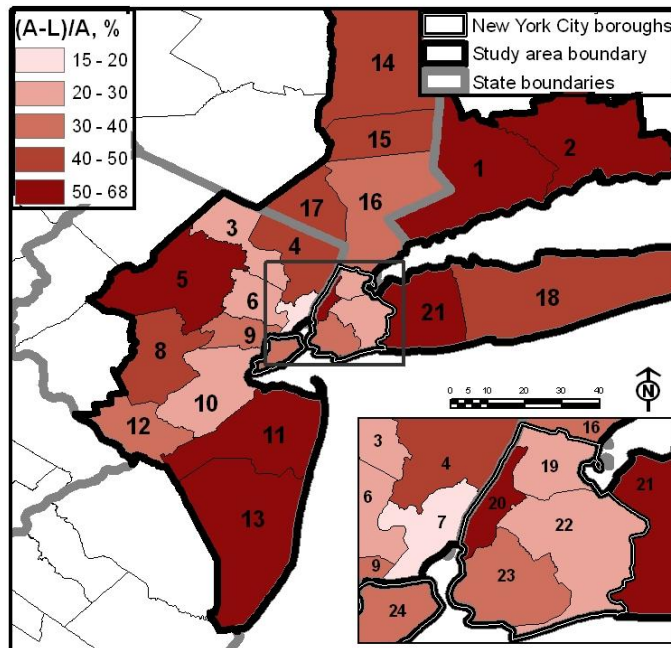 (A-L)/A, %
15 - 20
20 - 30
30 - 40
40 - 50
50 - 68
New York City boroughs
Study area boundary
State boundaries
14
15
1
2
16
17
3
4
5
6
21
18
8
9
10
12
11
13
0 5 10 20 30 40
N
16
3
4
19
21
6
20
7
22
9
23
24